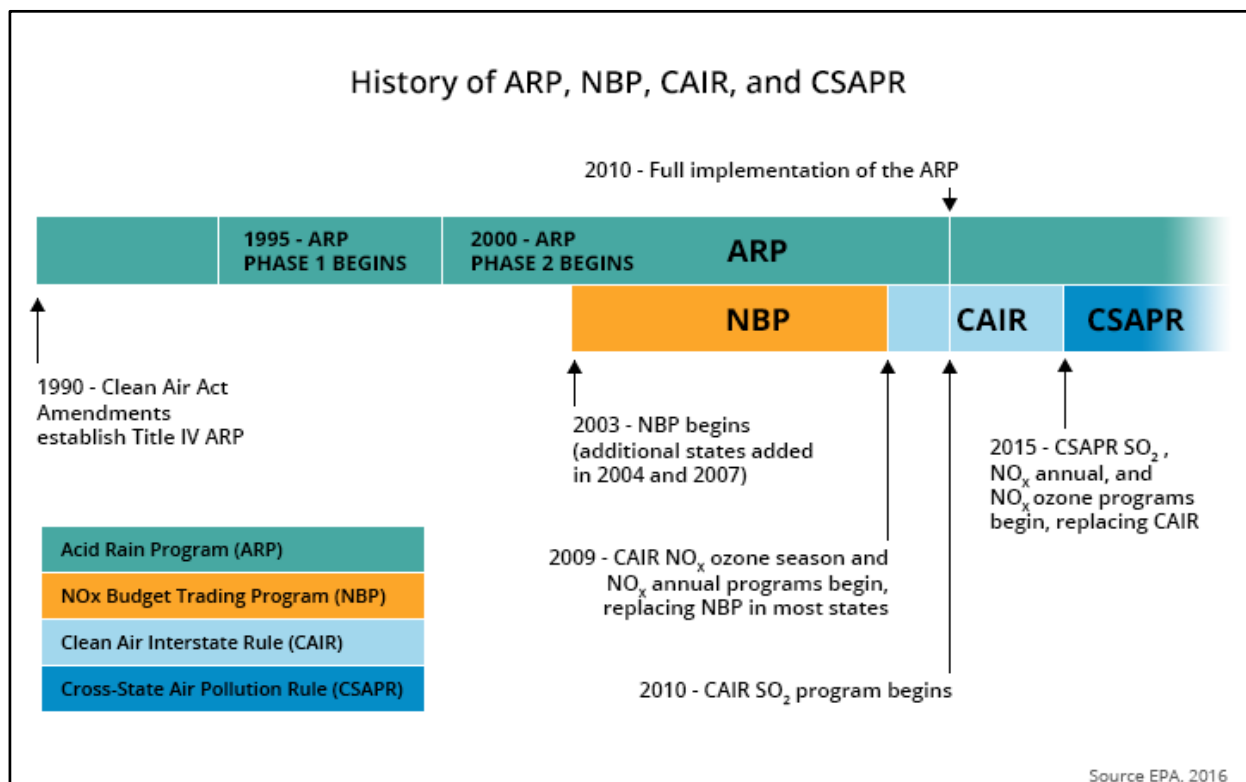 History of ARP, NBP, CAIR, and CSAPR
2010 - Full implementation of the ARP
1995 - ARP
PHASE 1 BEGINS
2000 - ARP
PHASE 2 BEGINS
ARP
NBP
CAIR
CSAPR
1990 - Clean Air Act
Amendments
establish Title IV ARP
2003 - NBP begins
(additional states added
in 2004 and 2007)
2015 - CSAPR SO₂ ,
NOₓ annual, and
NOₓ ozone programs
begin, replacing CAIR
2009 - CAIR NOₓ ozone season and
NOₓ annual programs begin,
replacing NBP in most states
2010 - CAIR SO₂ program begins
Acid Rain Program (ARP)
NOx Budget Trading Program (NBP)
Clean Air Interstate Rule (CAIR)
Cross-State Air Pollution Rule (CSAPR)
Source EPA, 2016